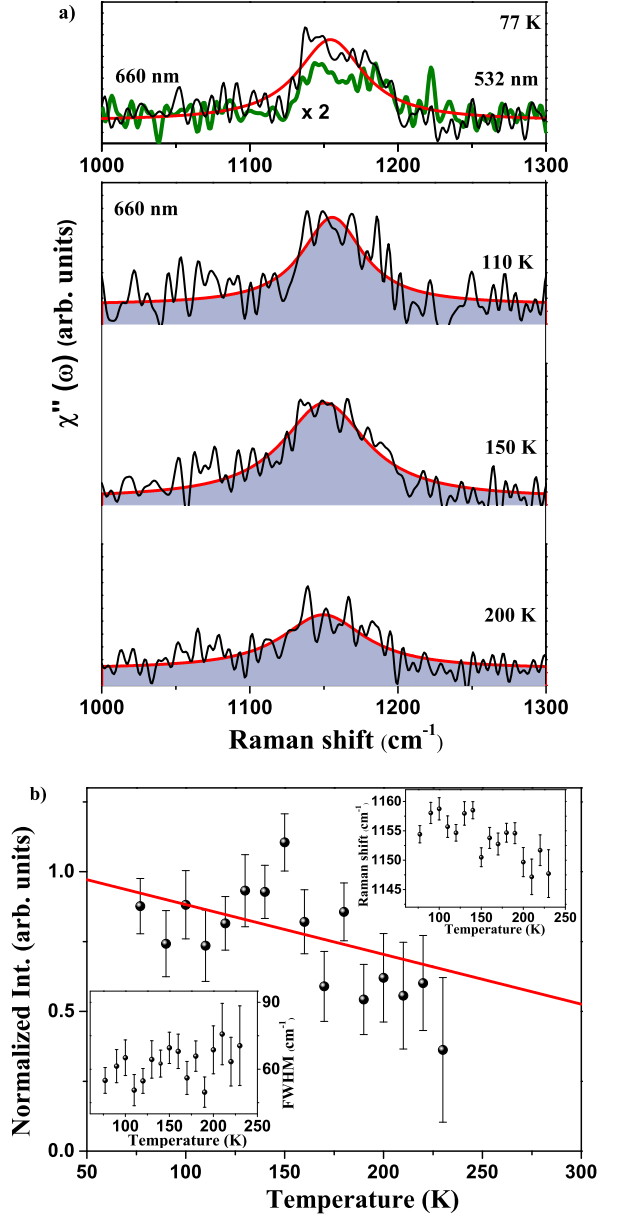 a)
77 K
660 nm
532 nm
x 2
1000 1100 1200 1300
660 nm
110 K
150 K
200 K
χ'' (ω) (arb. units)
1000 1100 1200 1300
Raman shift (cm-1)
b)
Normalized Int. (arb. units)
1.0
0.5
0.0
1160
1155
1150
1145
Raman shift (cm-1)
100 150 200 250
Temperature (K)
90
60
FWHM (cm-1)
50 100 150 200 250
Temperature (K)
50 100 150 200 250 300
Temperature (K)